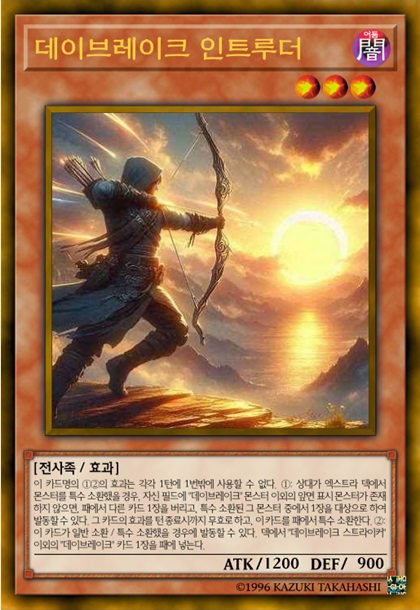 데이브레이크 인트루더
어둠
闇
[전사족 / 효과]
이 카드명의 ①②의 효과는 각각 1턴에 1번밖에 사용할 수 없다. ①: 상대가 엑스트라 덱에서
몬스터를 특수 소환했을 경우, 자신 필드에 "데이브레이크" 몬스터 이외의 앞면 표시 몬스터가 존재
하지 않으면, 패에서 다른 카드 1장을 버리고, 특수 소환된 그 몬스터 중에서 1장을 대상으로 하여
발동할 수 있다. 그 카드의 효과를 턴 종료시까지 무효로 하고, 이 카드를 패에서 특수 소환한다. ②:
이 카드가 일반 소환 / 특수 소환했을 경우에 발동할 수 있다. 덱에서 "데이브레이크 스트라이커"
이외의 "데이브레이크" 카드 1장을 패에 넣는다.
ATK/1200 DEF/ 900
©1996 KAZUKI TAKAHASHI